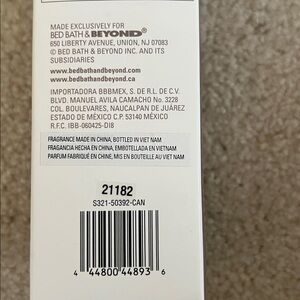 MADE EXCLUSIVELY FOR
BED BATH & BEYOND®
650 LIBERTY AVENUE, UNION, NJ 07083
© BED BATH & BEYOND INC. AND ITS
SUBSIDIARIES
www.bedbathandbeyond.com
www.bedbathandbeyond.ca
IMPORTADORA BBBMEX, S. DE R.L. DE C.V.
BLVD. MANUEL AVILA CAMACHO No. 3228
COL. BOULEVARES, NAUCALPAN DE JUÁREZ
ESTADO DE MÉXICO C.P. 53140 MÉXICO
R.F.C. IBB-060425-DI8
FRAGRANCE MADE IN CHINA, BOTTLED IN VIET NAM
FRAGANCIA HECHA EN CHINA, EMBOTELLADA EN VIETNAM
PARFUM FABRIQUÉ EN CHINE, MIS EN BOUTEILLE AU VIET NAM
21182
S321-50392-CAN
4 44800 44893 6